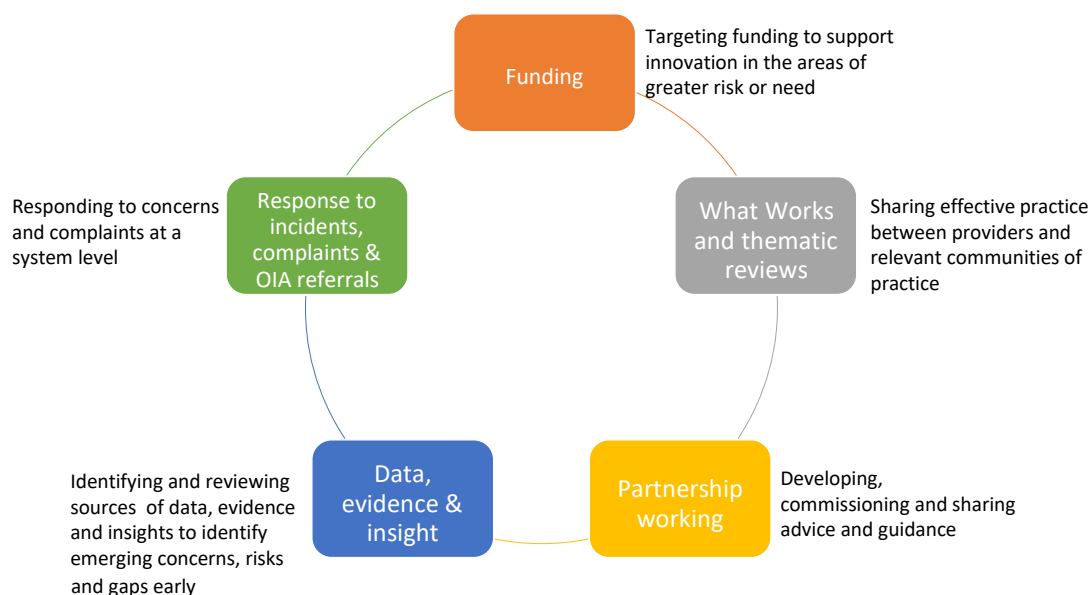 Funding
Targeting funding to support
innovation in the areas of
greater risk or need
Responding to concerns
and complaints at a
system level
Response to
incidents,
complaints &
OIA referrals
What Works
and thematic
reviews
Sharing effective practice
between providers and
relevant communities of
practice
Identifying and reviewing
sources of data, evidence
and insights to identify
emerging concerns, risks
and gaps early
Data,
evidence &
insight
Partnership
working
Developing,
commissioning and sharing
advice and guidance